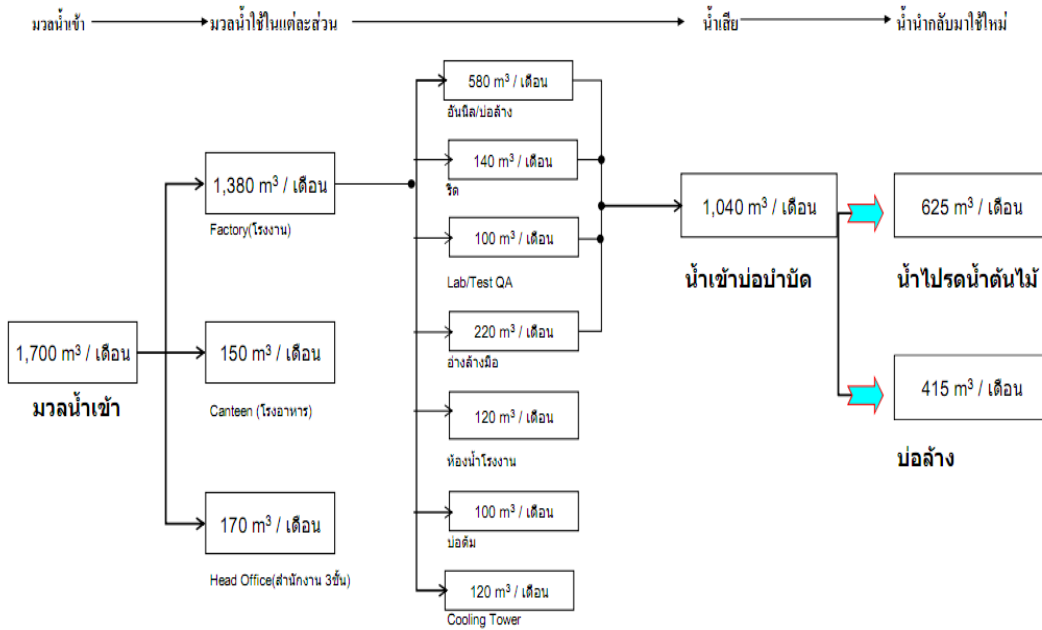 มวลน้ำเข้า
มวลน้ำใช้ในแต่ละส่วน
น้ำเสีย
น้ำนำกลับมาใช้ใหม่
580 m³ / เดือน
อันนิล/บ่อล้าง
140 m³ / เดือน
รีด
1,380 m³ / เดือน
Factory(โรงงาน)
1,040 m³ / เดือน
น้ำเข้าบ่อบำบัด
625 m³ / เดือน
น้ำไปรดน้ำต้นไม้
100 m³ / เดือน
Lab/Test QA
1,700 m³ / เดือน
มวลน้ำเข้า
150 m³ / เดือน
Canteen (โรงอาหาร)
220 m³ / เดือน
อ่างล้างมือ
415 m³ / เดือน
บ่อล้าง
120 m³ / เดือน
ห้องน้ำโรงงาน
170 m³ / เดือน
Head Office(สำนักงาน 3ชั้น)
100 m³ / เดือน
บ่อต้ม
120 m³ / เดือน
Cooling Tower